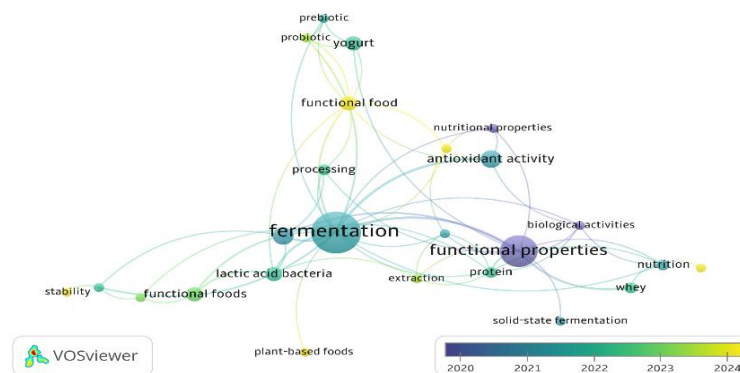 prebiotic
probiotic
yogurt
functional food
nutritional properties
antioxidant activity
processing
biological activities
fermentation
functional properties
nutrition
lactic acid bacteria
protein
extraction
whey
stability
functional foods
solid-state fermentation
plant-based foods
VOSviewer
2020 2021 2022 2023 2024